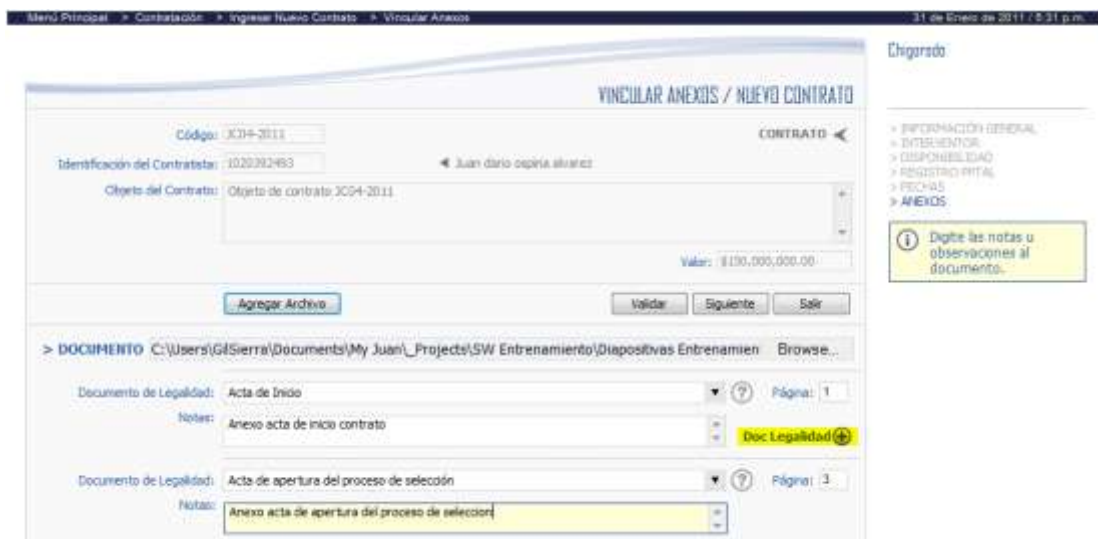 Menú Principal > Contratación > Ingresar Nuevo Contrato > Vincular Anexos
31 de Enero de 2011 / 5:31 p.m.
Chigorodo
VINCULAR ANEXOS / NUEVO CONTRATO
Código: JC04-2011
CONTRATO
Identificación del Contratista: 1020392493
Juan dario ospina alvarez
Objeto del Contrato: Objeto de contrato JC04-2011
Valor: $100,000,000.00
> INFORMACIÓN GENERAL
> INTERVENTOR
> DISPONIBILIDAD
> REGISTRO PPTAL
> FECHAS
> ANEXOS
Digite las notas u
observaciones al
documento.
Agregar Archivo
Validar
Siguiente
Salir
> DOCUMENTO C:\Users\GilSierra\Documents\My Juan\_Projects\SW Entrenamiento\Diapositivas Entrenamien Browse...
Documento de Legalidad: Acta de Inicio
? Página: 1
Notas: Anexo acta de inicio contrato
Doc Legalidad
Documento de Legalidad: Acta de apertura del proceso de selección
? Página: 3
Notas: Anexo acta de apertura del proceso de seleccion